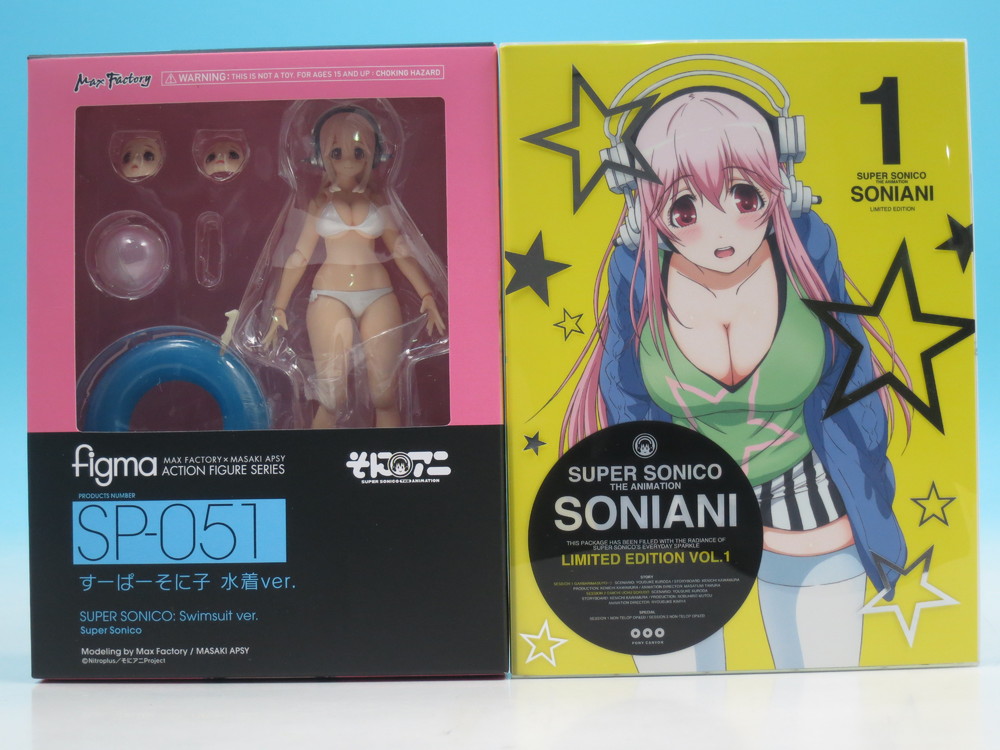 Max Factory
⚠ WARNING: THIS IS NOT A TOY. FOR AGES 15 AND UP · CHOKING HAZARD
figma
MAX FACTORY × MASAKI APSY
ACTION FIGURE SERIES
そにアニ
SUPER SONICO THE ANIMATION
PRODUCTS NUMBER
SP-051
すーぱーそに子 水着ver.
SUPER SONICO: Swimsuit ver.
Super Sonico
Modeling by Max Factory / MASAKI APSY
©Nitroplus/そにアニProject
1
SUPER SONICO
THE ANIMATION
SONIANI
LIMITED EDITION
SUPER SONICO
THE ANIMATION
SONIANI
THIS PACKAGE HAS BEEN FILLED WITH THE RADIANCE OF
SUPER SONICO'S EVERYDAY SPARKLE
LIMITED EDITION VOL.1
STORY
SPECIAL